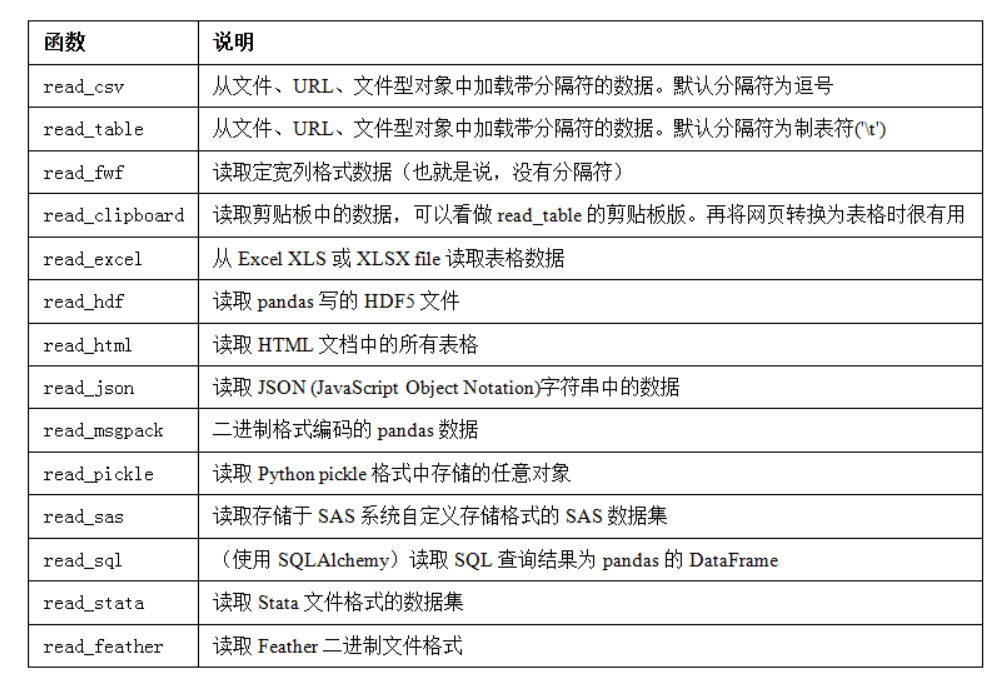 函数 说明
read_csv 从文件、URL、文件型对象中加载带分隔符的数据。默认分隔符为逗号
read_table 从文件、URL、文件型对象中加载带分隔符的数据。默认分隔符为制表符('\t')
read_fwf 读取定宽列格式数据（也就是说，没有分隔符）
read_clipboard 读取剪贴板中的数据，可以看做 read_table 的剪贴板版。再将网页转换为表格时很有用
read_excel 从 Excel XLS 或 XLSX file 读取表格数据
read_hdf 读取 pandas 写的 HDF5 文件
read_html 读取 HTML 文档中的所有表格
read_json 读取 JSON (JavaScript Object Notation)字符串中的数据
read_msgpack 二进制格式编码的 pandas 数据
read_pickle 读取 Python pickle 格式中存储的任意对象
read_sas 读取存储于 SAS 系统自定义存储格式的 SAS 数据集
read_sql （使用 SQLAlchemy）读取 SQL 查询结果为 pandas 的 DataFrame
read_stata 读取 Stata 文件格式的数据集
read_feather 读取 Feather 二进制文件格式